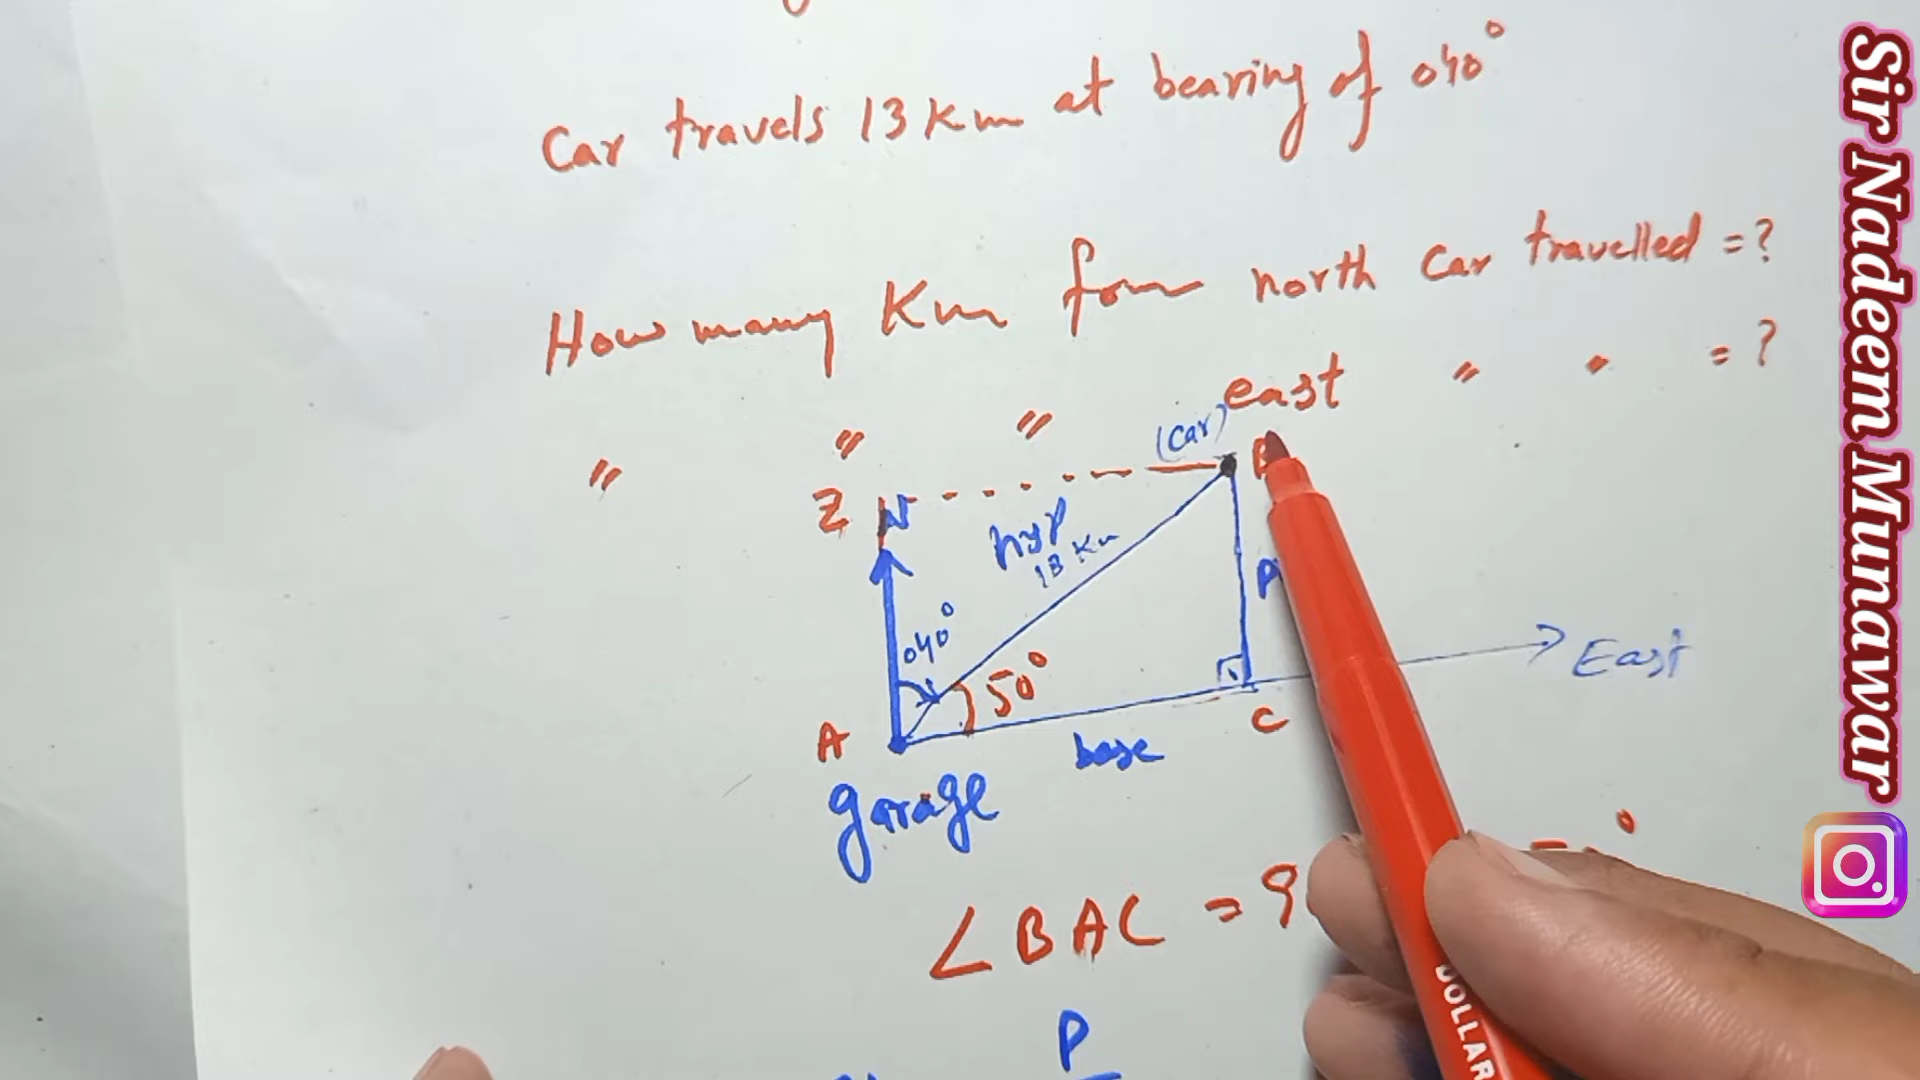 Car travels 13 Km at bearing of 040°
How many Km from north Car travelled = ?
" " " east " " = ?
(Car)
Z N
hyp
13 Km
040°
50°
East
A
C
base
garage
∠BAC = 9
P
DOLLAR
Sir Nadeem Munawar